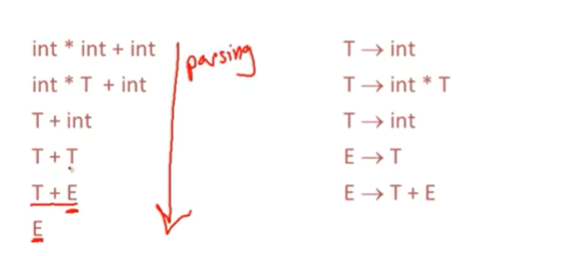 int * int + int
int * T + int
T + int
T + T
T + E
E
parsing
T → int
T → int * T
T → int
E → T
E → T + E